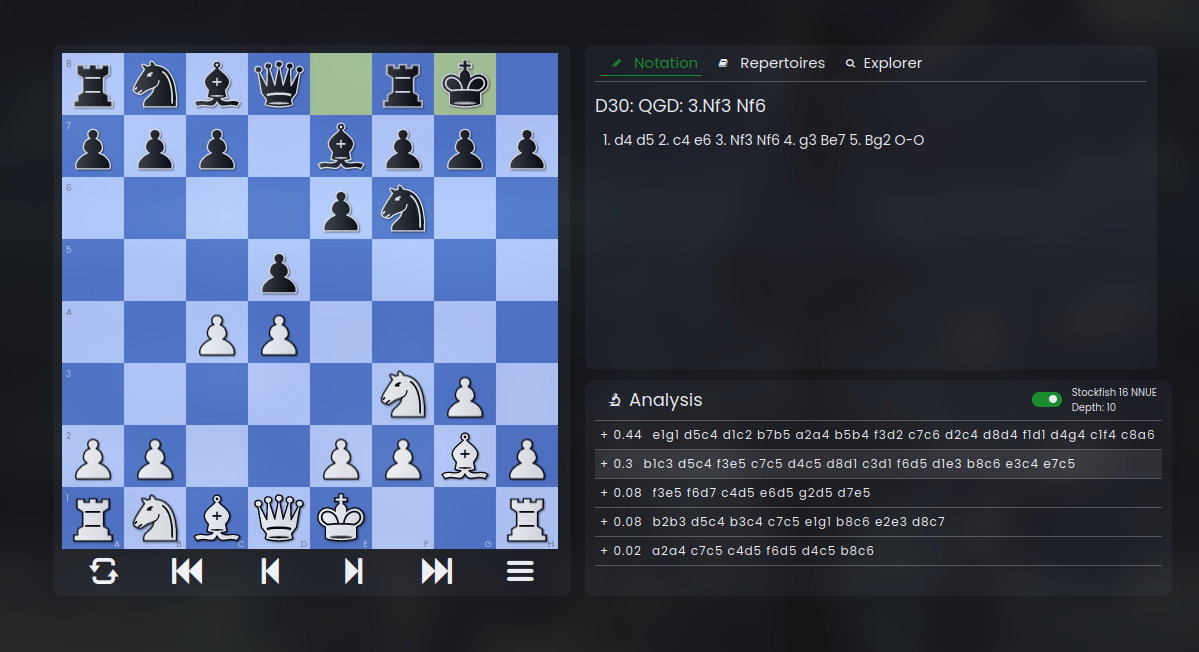 8
7
6
5
4
3
2
1
A B C D E F G H
Notation Repertoires Explorer
D30: QGD: 3.Nf3 Nf6
1. d4 d5 2. c4 e6 3. Nf3 Nf6 4. g3 Be7 5. Bg2 O-O
Analysis
Stockfish 16 NNUE
Depth: 10
+ 0.44 e1g1 d5c4 d1c2 b7b5 a2a4 b5b4 f3d2 c7c6 d2c4 d8d4 f1d1 d4g4 c1f4 c8a6
+ 0.3 b1c3 d5c4 f3e5 c7c5 d4c5 d8d1 c3d1 f6d5 d1e3 b8c6 e3c4 e7c5
+ 0.08 f3e5 f6d7 c4d5 e6d5 g2d5 d7e5
+ 0.08 b2b3 d5c4 b3c4 c7c5 e1g1 b8c6 e2e3 d8c7
+ 0.02 a2a4 c7c5 c4d5 f6d5 d4c5 b8c6